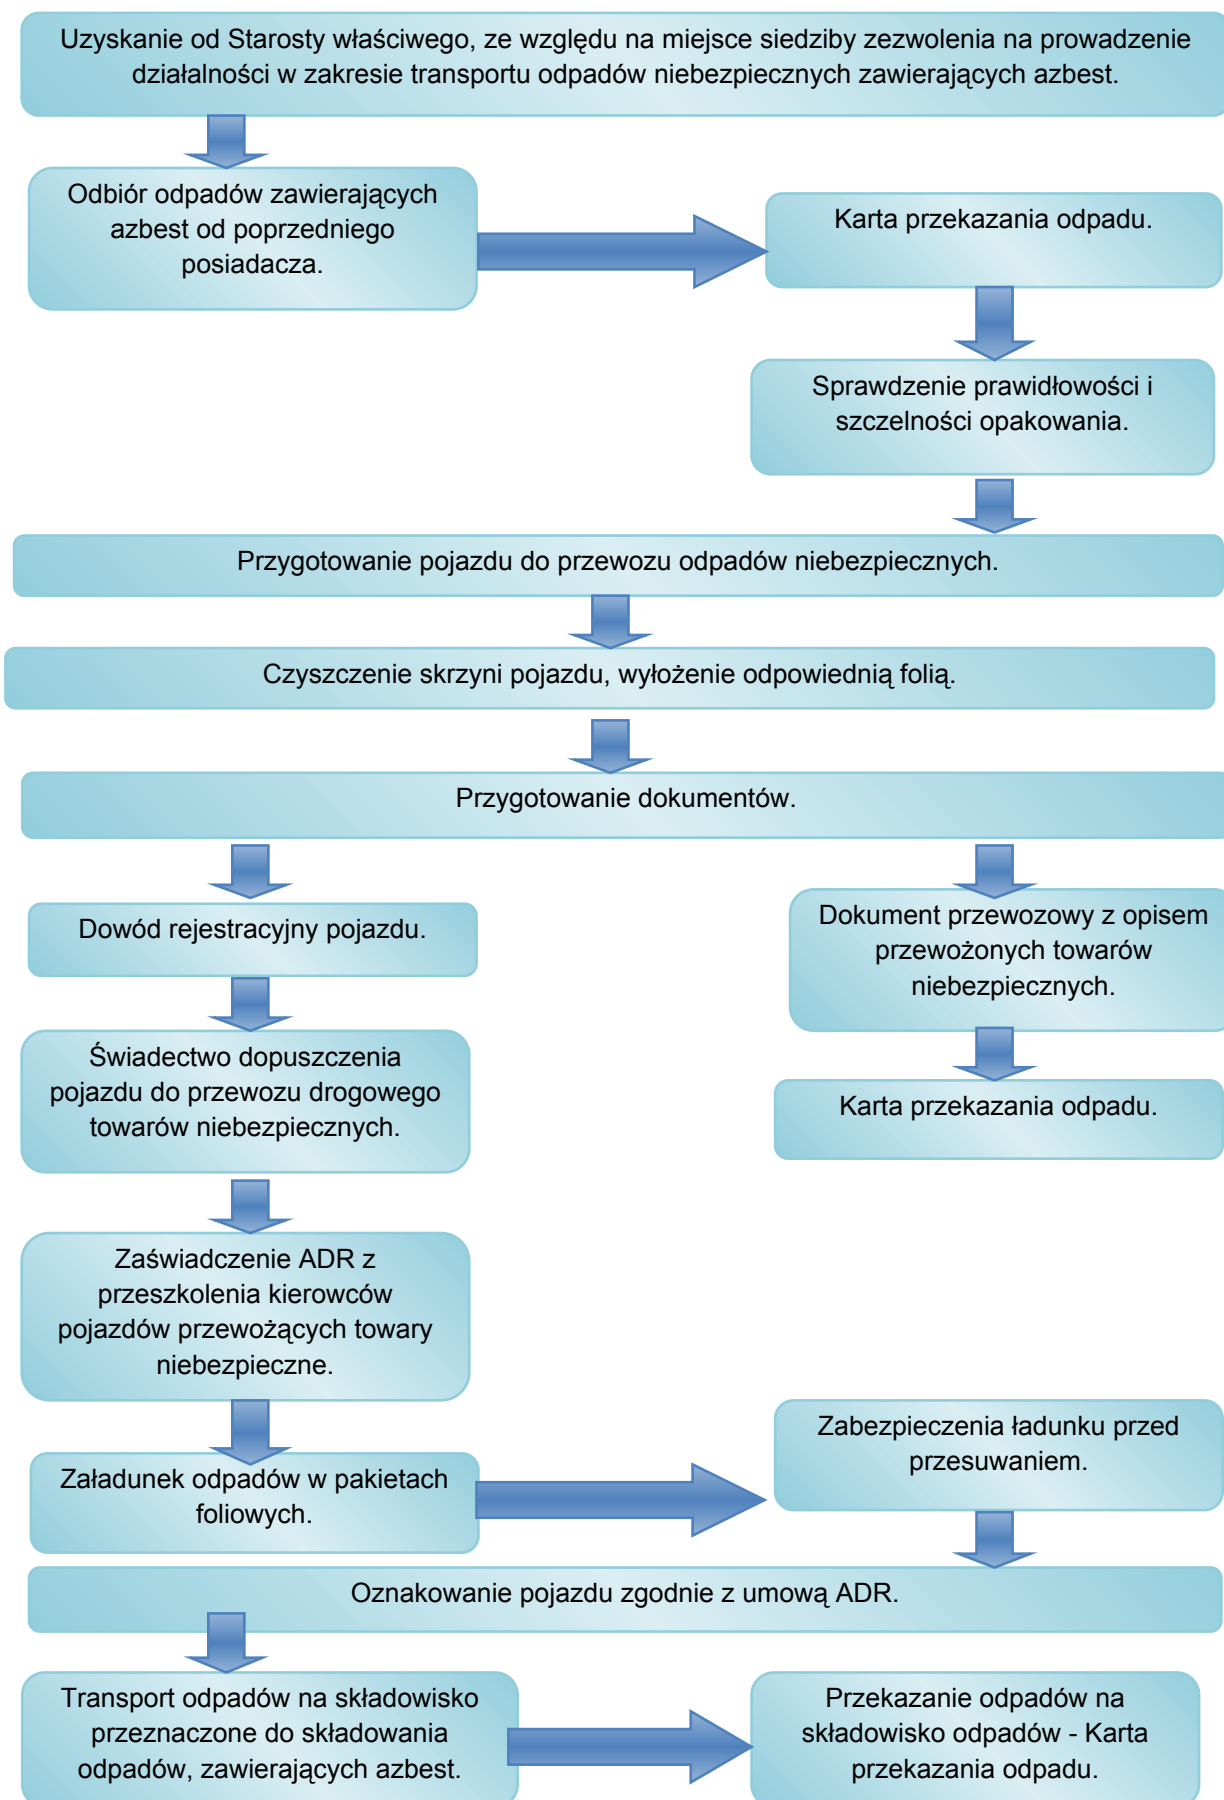 Uzyskanie od Starosty właściwego, ze względu na miejsce siedziby zezwolenia na prowadzenie
działalności w zakresie transportu odpadów niebezpiecznych zawierających azbest.
Odbiór odpadów zawierających
azbest od poprzedniego
posiadacza.
Karta przekazania odpadu.
Sprawdzenie prawidłowości i
szczelności opakowania.
Przygotowanie pojazdu do przewozu odpadów niebezpiecznych.
Czyszczenie skrzyni pojazdu, wyłożenie odpowiednią folią.
Przygotowanie dokumentów.
Dowód rejestracyjny pojazdu.
Świadectwo dopuszczenia
pojazdu do przewozu drogowego
towarów niebezpiecznych.
Zaświadczenie ADR z
przeszkolenia kierowców
pojazdów przewożących towary
niebezpieczne.
Dokument przewozowy z opisem
przewożonych towarów
niebezpiecznych.
Karta przekazania odpadu.
Załadunek odpadów w pakietach
foliowych.
Zabezpieczenia ładunku przed
przesuwaniem.
Oznakowanie pojazdu zgodnie z umową ADR.
Transport odpadów na składowisko
przeznaczone do składowania
odpadów, zawierających azbest.
Przekazanie odpadów na
składowisko odpadów - Karta
przekazania odpadu.